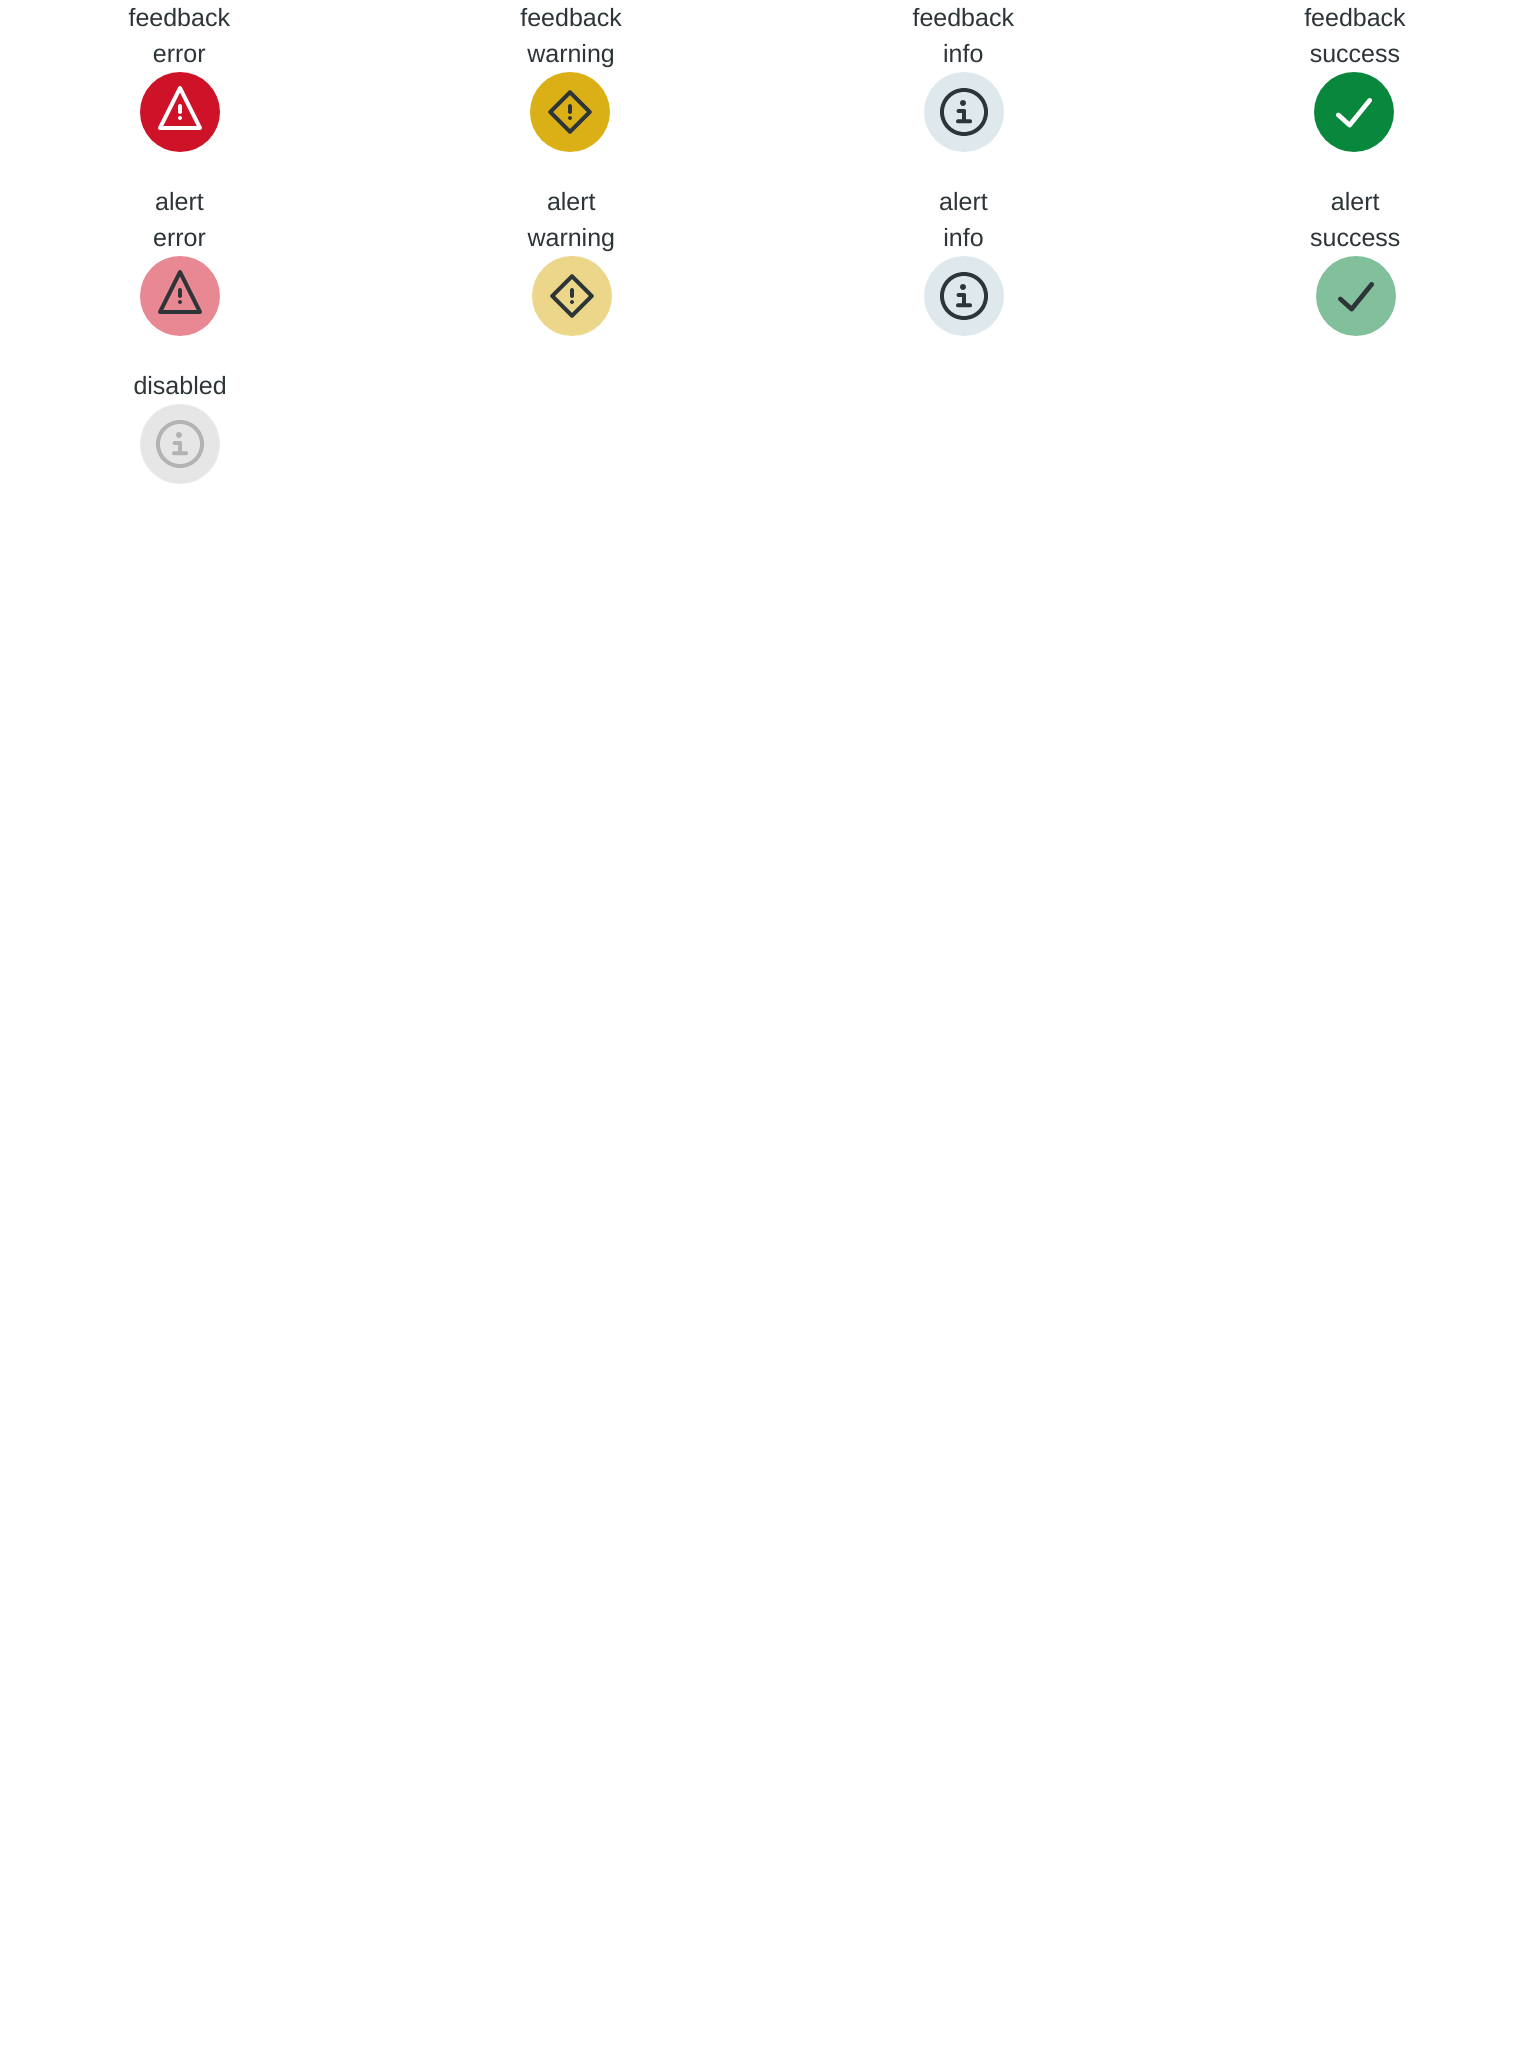 feedback
error
feedback
warning
feedback
info
feedback
success
alert
error
alert
warning
alert
info
alert
success
disabled